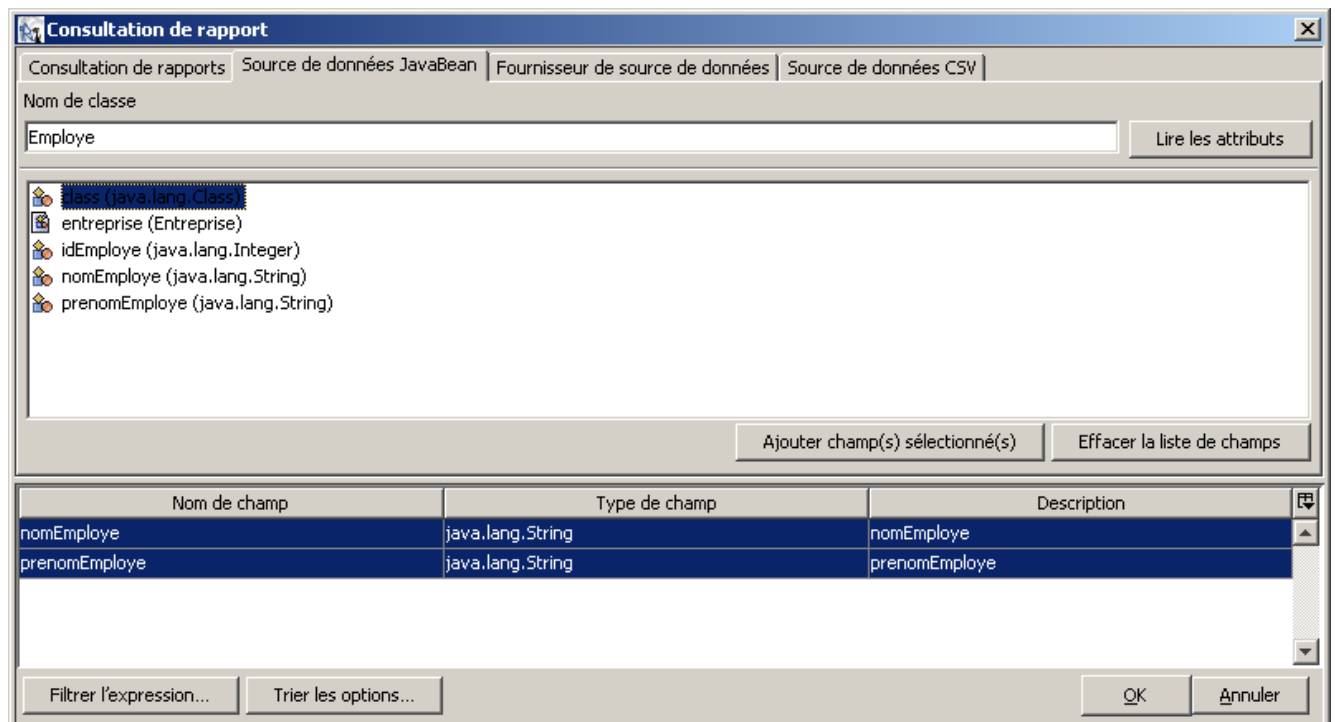 Consultation de rapport
Consultation de rapports Source de données JavaBean Fournisseur de source de données Source de données CSV
Nom de classe
Employe Lire les attributs
class (java.lang.Class)
entreprise (Entreprise)
idEmploye (java.lang.Integer)
nomEmploye (java.lang.String)
prenomEmploye (java.lang.String)
Ajouter champ(s) sélectionné(s) Effacer la liste de champs
Nom de champ Type de champ Description
nomEmploye java.lang.String nomEmploye
prenomEmploye java.lang.String prenomEmploye
Filtrer l'expression... Trier les options... OK Annuler